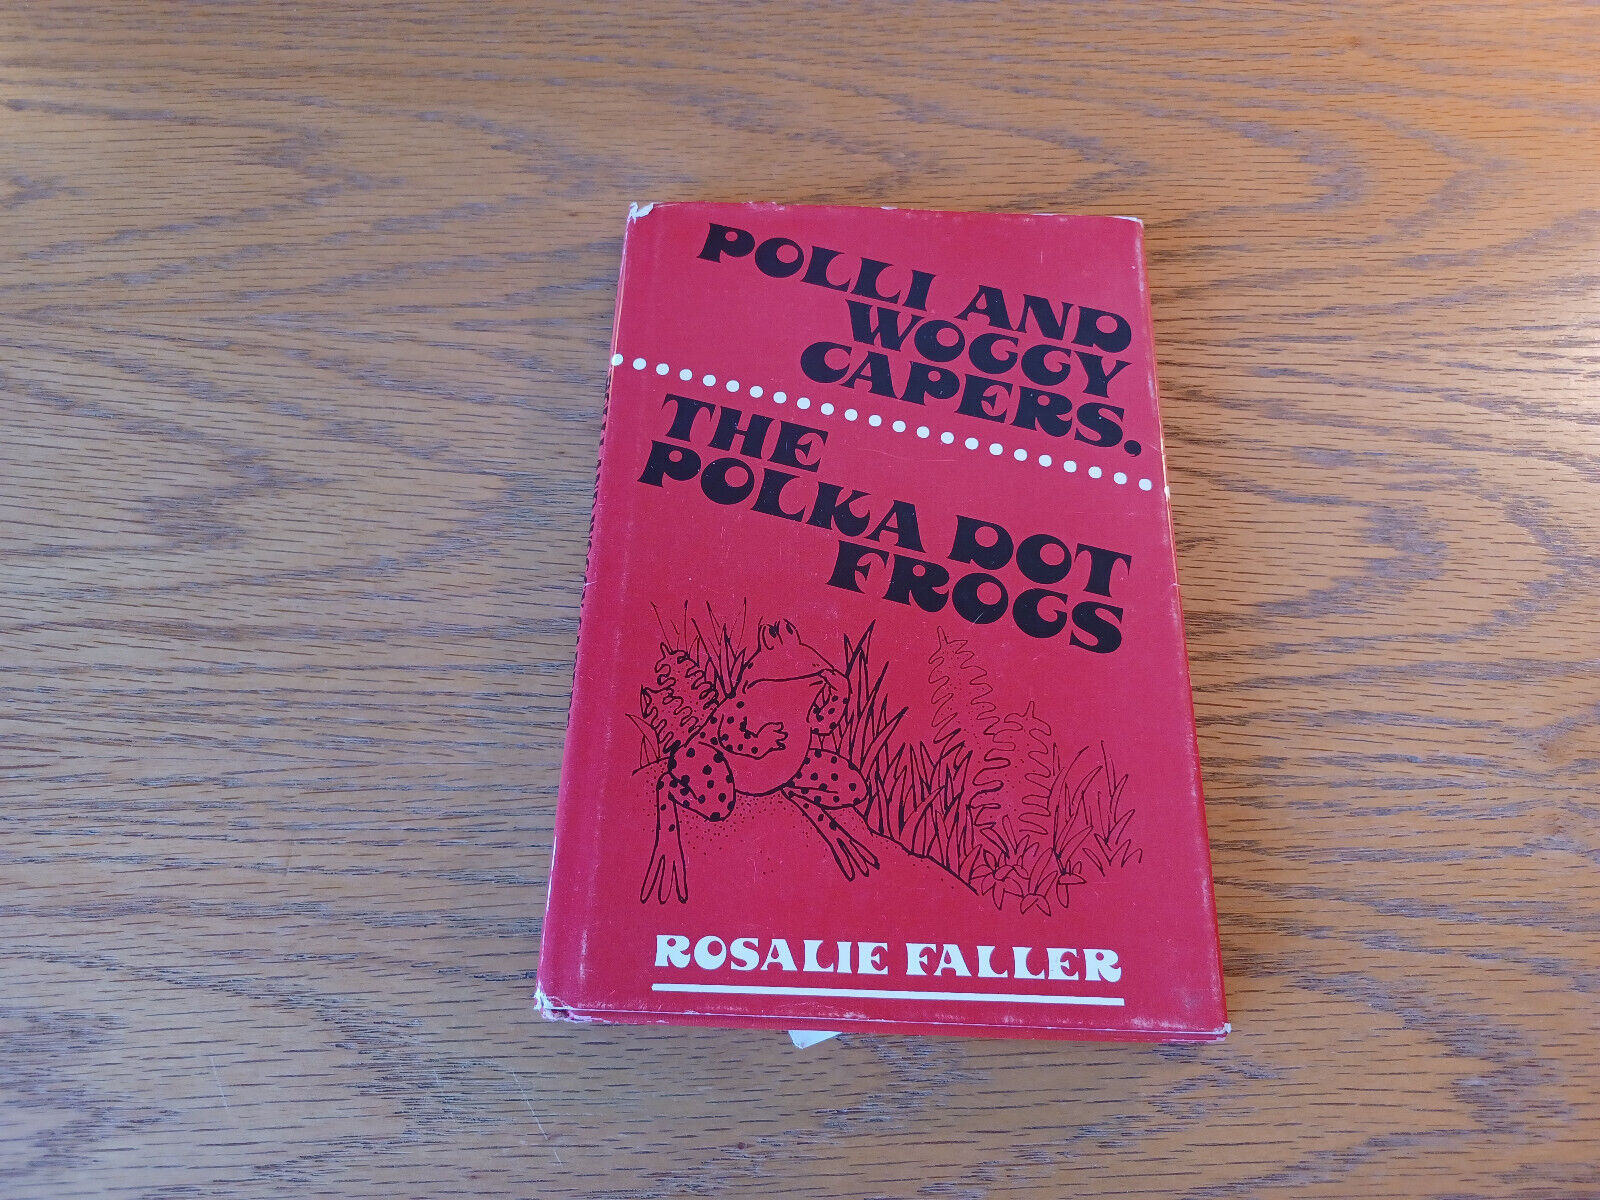 POLLI AND
WOGGY
CAPERS,
THE
POLKA DOT
FROGS
ROSALIE FALLER